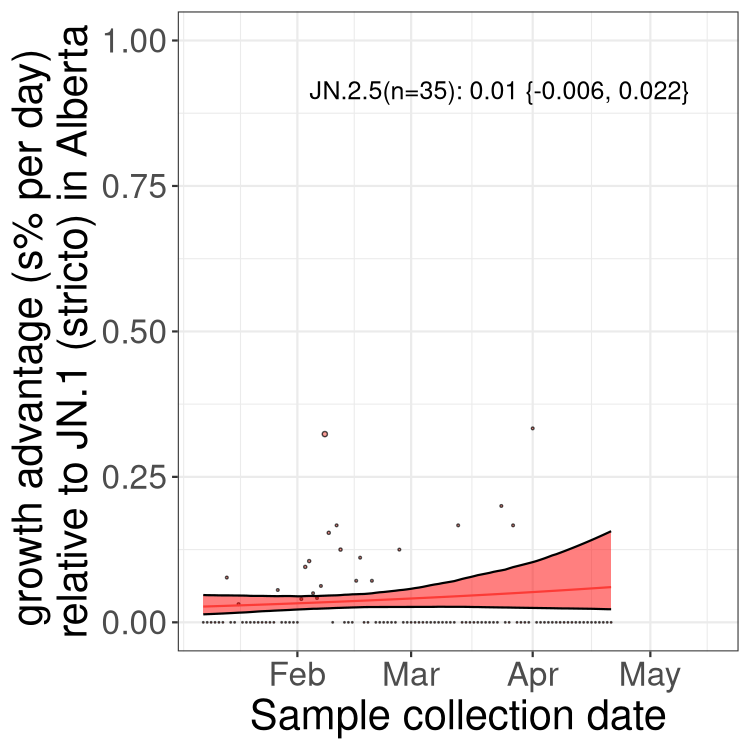 growth advantage (s% per day)
relative to JN.1 (stricto) in Alberta
1.00
0.75
0.50
0.25
0.00
JN.2.5(n=35): 0.01 {-0.006, 0.022}
Feb Mar Apr May
Sample collection date